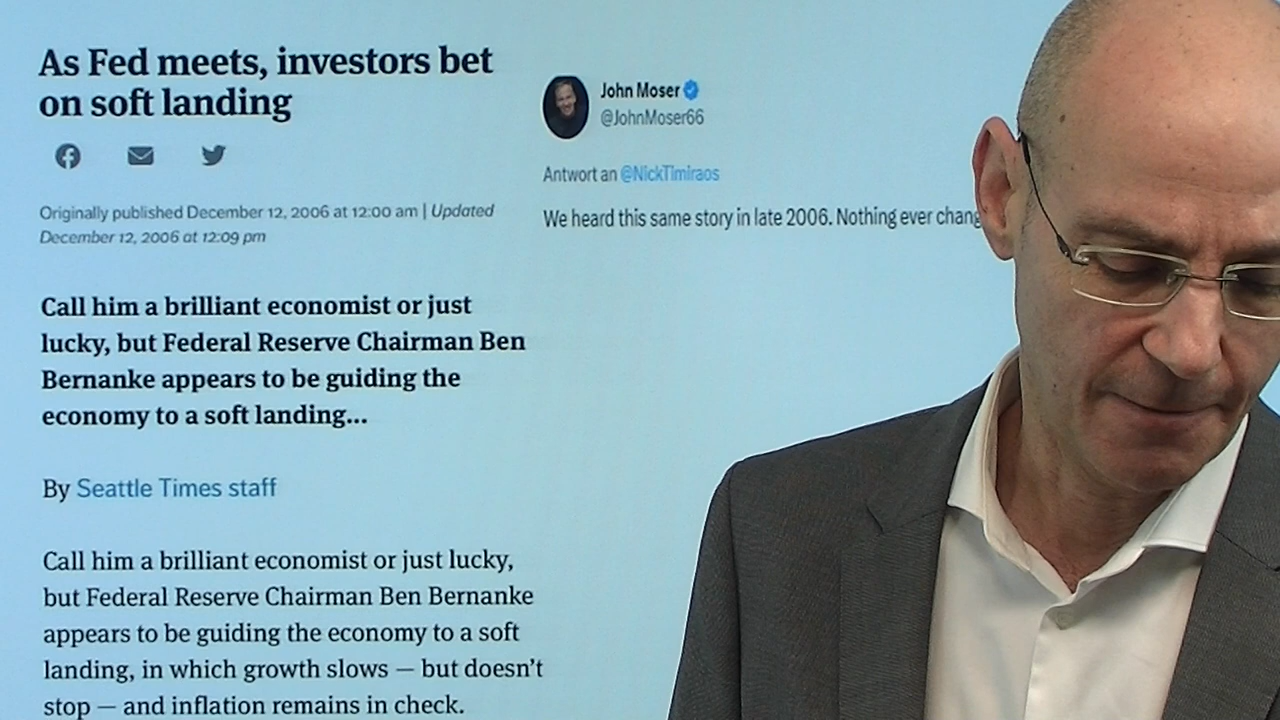 As Fed meets, investors bet
on soft landing
Originally published December 12, 2006 at 12:00 am | Updated
December 12, 2006 at 12:09 pm
Call him a brilliant economist or just
lucky, but Federal Reserve Chairman Ben
Bernanke appears to be guiding the
economy to a soft landing...
By Seattle Times staff
Call him a brilliant economist or just lucky,
but Federal Reserve Chairman Ben Bernanke
appears to be guiding the economy to a soft
landing, in which growth slows — but doesn't
stop — and inflation remains in check.
John Moser
@JohnMoser66
Antwort an @NickTimiraos
We heard this same story in late 2006. Nothing ever